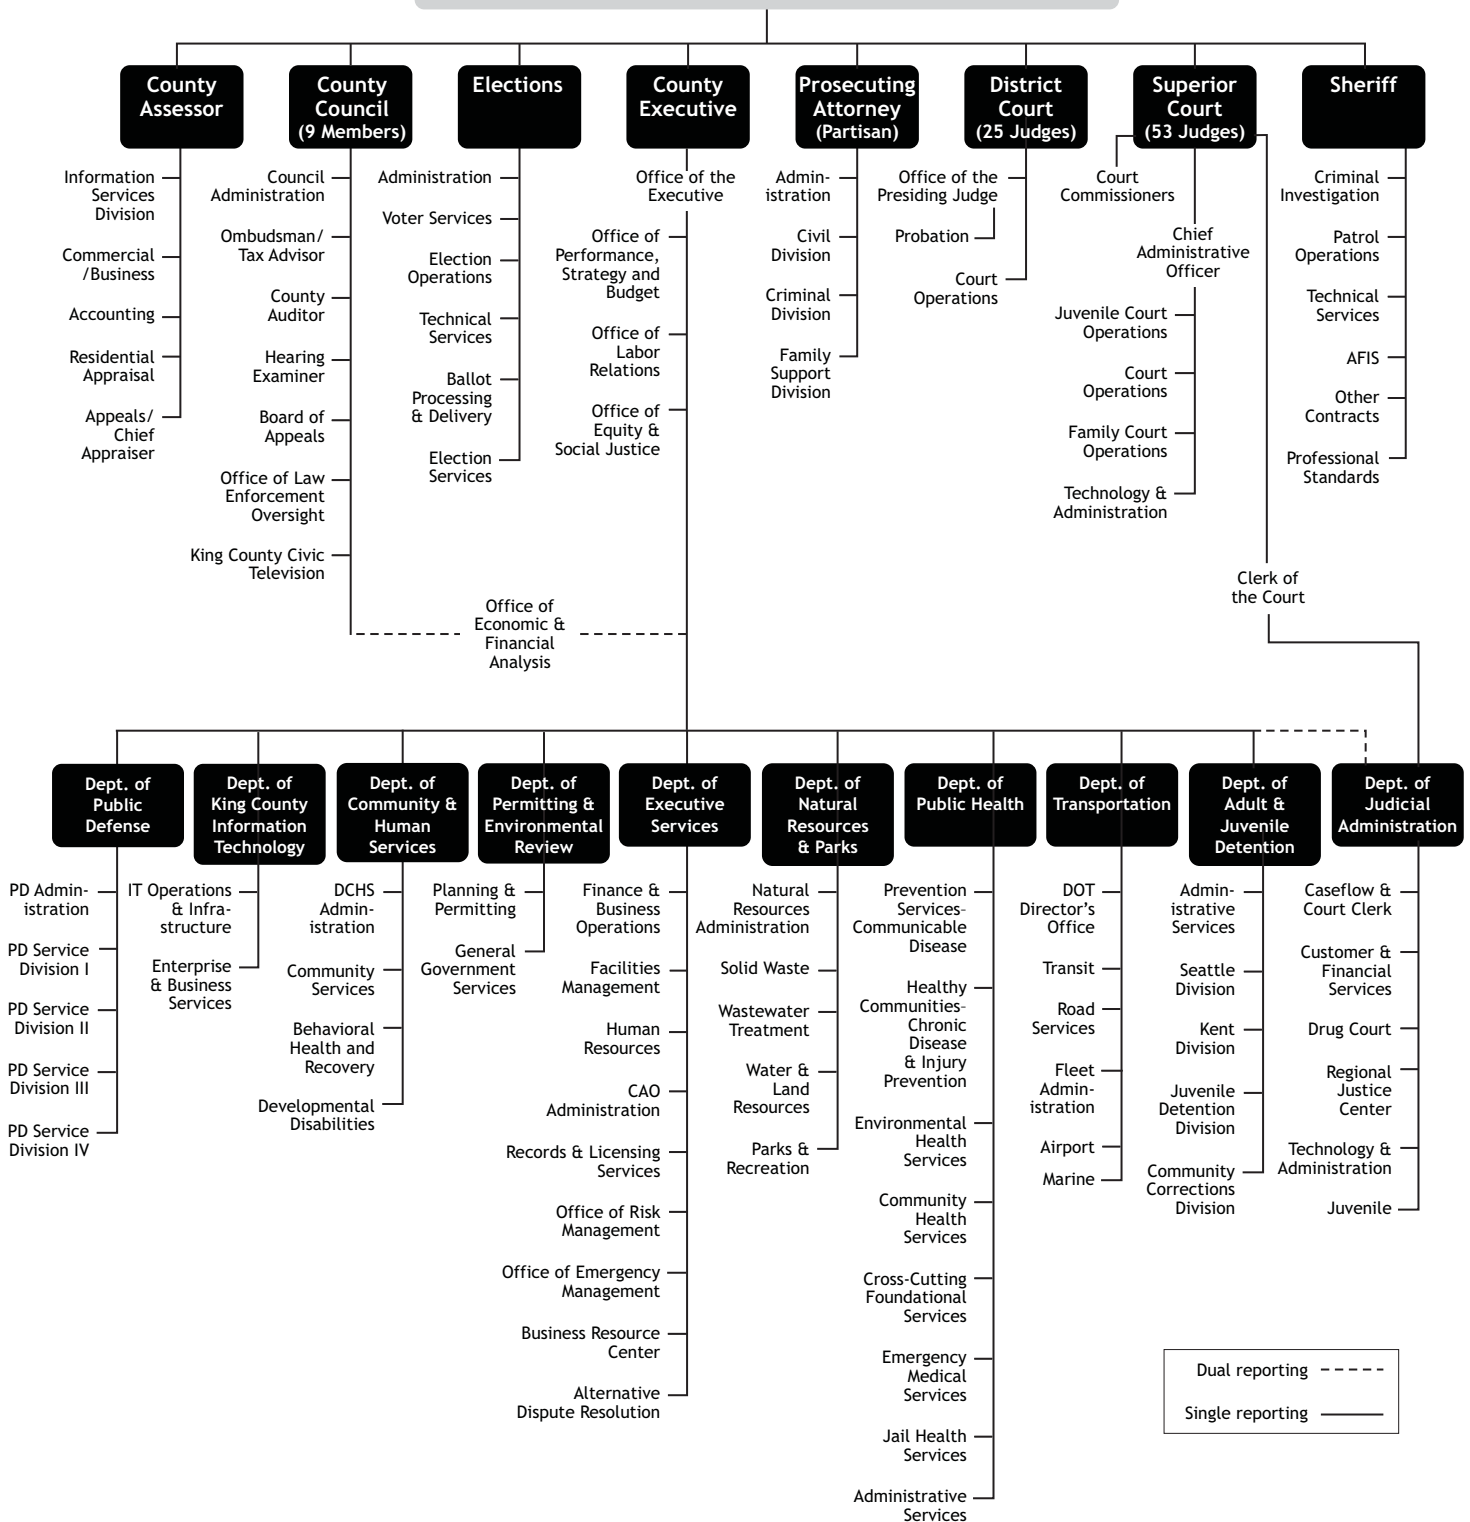 County
Assessor
County
Council
(9 Members)
Elections
County
Executive
Prosecuting
Attorney
(Partisan)
District
Court
(25 Judges)
Superior
Court
(53 Judges)
Sheriff
Information
Services
Division
Commercial
/Business
Accounting
Residential
Appraisal
Appeals/
Chief
Appraiser
Council
Administration
Ombudsman/
Tax Advisor
County
Auditor
Hearing
Examiner
Board of
Appeals
Office of Law
Enforcement
Oversight
King County Civic
Television
Administration
Voter Services
Election
Operations
Technical
Services
Ballot
Processing
& Delivery
Election
Services
Office of the
Executive
Office of
Performance,
Strategy and
Budget
Office of
Labor
Relations
Office of
Equity &
Social Justice
Office of
Economic &
Financial
Analysis
Admin-
istration
Civil
Division
Criminal
Division
Family
Support
Division
Office of the
Presiding Judge
Probation
Court
Operations
Court
Commissioners
Chief
Administrative
Officer
Juvenile Court
Operations
Court
Operations
Family Court
Operations
Technology &
Administration
Clerk of
the Court
Criminal
Investigation
Patrol
Operations
Technical
Services
AFIS
Other
Contracts
Professional
Standards
Dept. of
Public
Defense
Dept. of
King County
Information
Technology
Dept. of
Community &
Human
Services
Dept. of
Permitting &
Environmental
Review
Dept. of
Executive
Services
Dept. of
Natural
Resources
& Parks
Dept. of
Public Health
Dept. of
Transportation
Dept. of
Adult &
Juvenile
Detention
Dept. of
Judicial
Administration
PD Admin-
istration
PD Service
Division I
PD Service
Division II
PD Service
Division III
PD Service
Division IV
IT Operations
& Infra-
structure
Enterprise
& Business
Services
DCHS
Admin-
istration
Community
Services
Behavioral
Health and
Recovery
Developmental
Disabilities
Planning &
Permitting
General
Government
Services
Finance &
Business
Operations
Facilities
Management
Human
Resources
CAO
Administration
Records & Licensing
Services
Office of Risk
Management
Office of Emergency
Management
Business Resource
Center
Alternative
Dispute Resolution
Natural
Resources
Administration
Solid Waste
Wastewater
Treatment
Water &
Land
Resources
Parks &
Recreation
Prevention
Services-
Communicable
Disease
Healthy
Communities-
Chronic
Disease
& Injury
Prevention
Environmental
Health
Services
Community
Health
Services
Cross-Cutting
Foundational
Services
Emergency
Medical
Services
Jail Health
Services
Administrative
Services
DOT
Director's
Office
Transit
Road
Services
Fleet
Admin-
istration
Airport
Marine
Admin-
istrative
Services
Seattle
Division
Kent
Division
Juvenile
Detention
Division
Community
Corrections
Division
Caseflow &
Court Clerk
Customer &
Financial
Services
Drug Court
Regional
Justice
Center
Technology &
Administration
Juvenile
Dual reporting
Single reporting